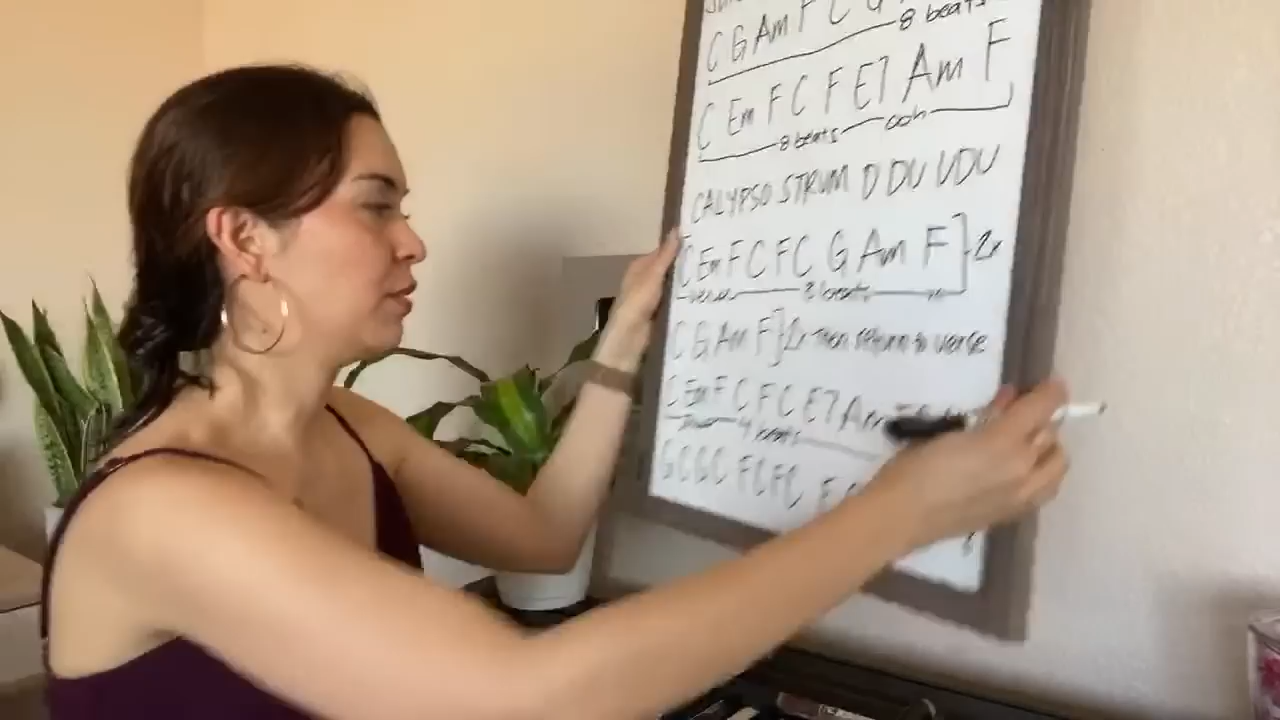 C G Am F C G
8 beats
C Em F C F E7 Am F
8 beats ooh
CALYPSO STRUM D DU UDU
C Em F C F C G Am F ] 2x
verse 8 beats
C G Am F ] 2x then return to verse
C Em F C F C E7 Am
4 beats
G C G C F C F C